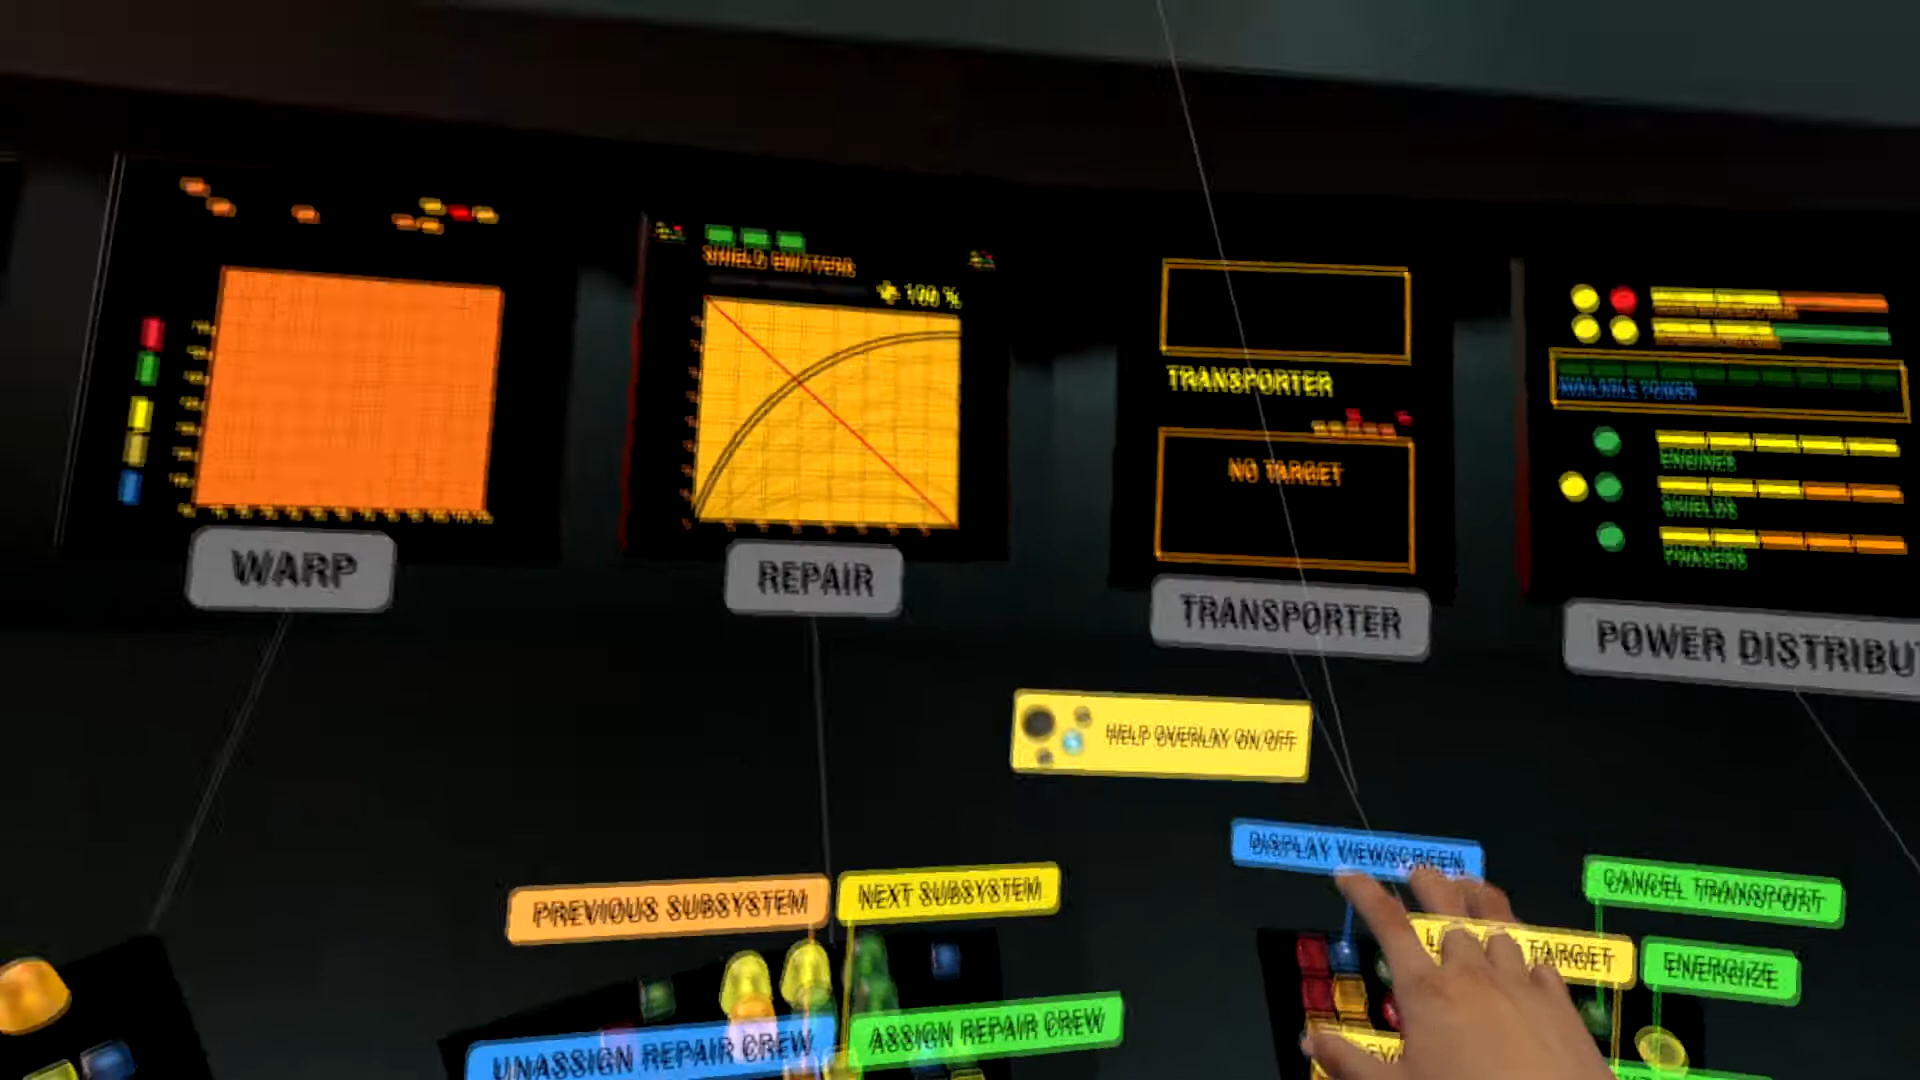 SHIELD EMITTERS
100 %
TRANSPORTER
NO TARGET
AVAILABLE POWER
ENGINES
SHIELDS
PHASERS
WARP
REPAIR
TRANSPORTER
POWER DISTRIBU
HELP OVERLAY ON/OFF
DISPLAY VIEWSCREEN
PREVIOUS SUBSYSTEM
NEXT SUBSYSTEM
CANCEL TRANSPORT
TARGET
ENERGIZE
UNASSIGN REPAIR CREW
ASSIGN REPAIR CREW